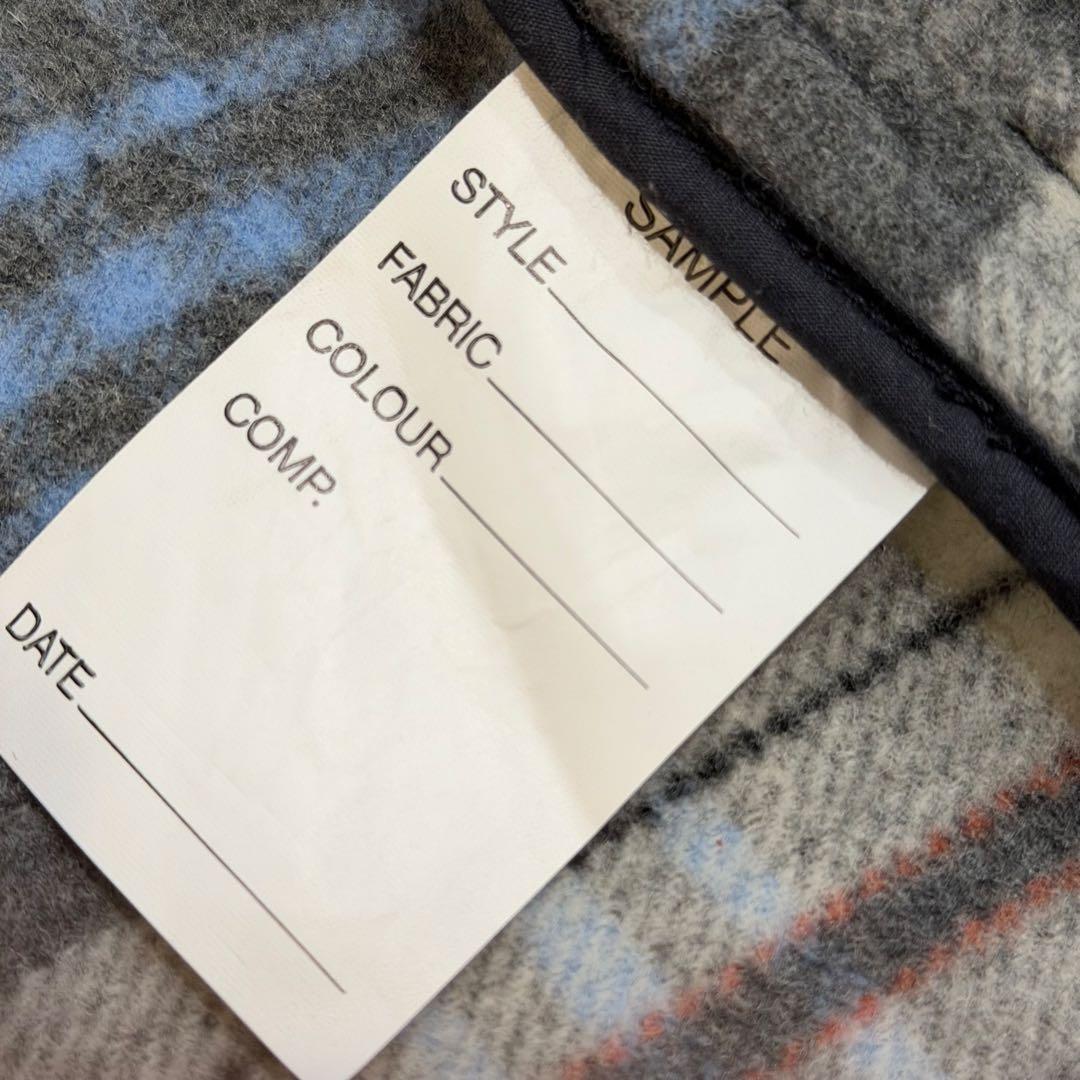 SAMPLE
STYLE
FABRIC
COLOUR
COMP.
DATE